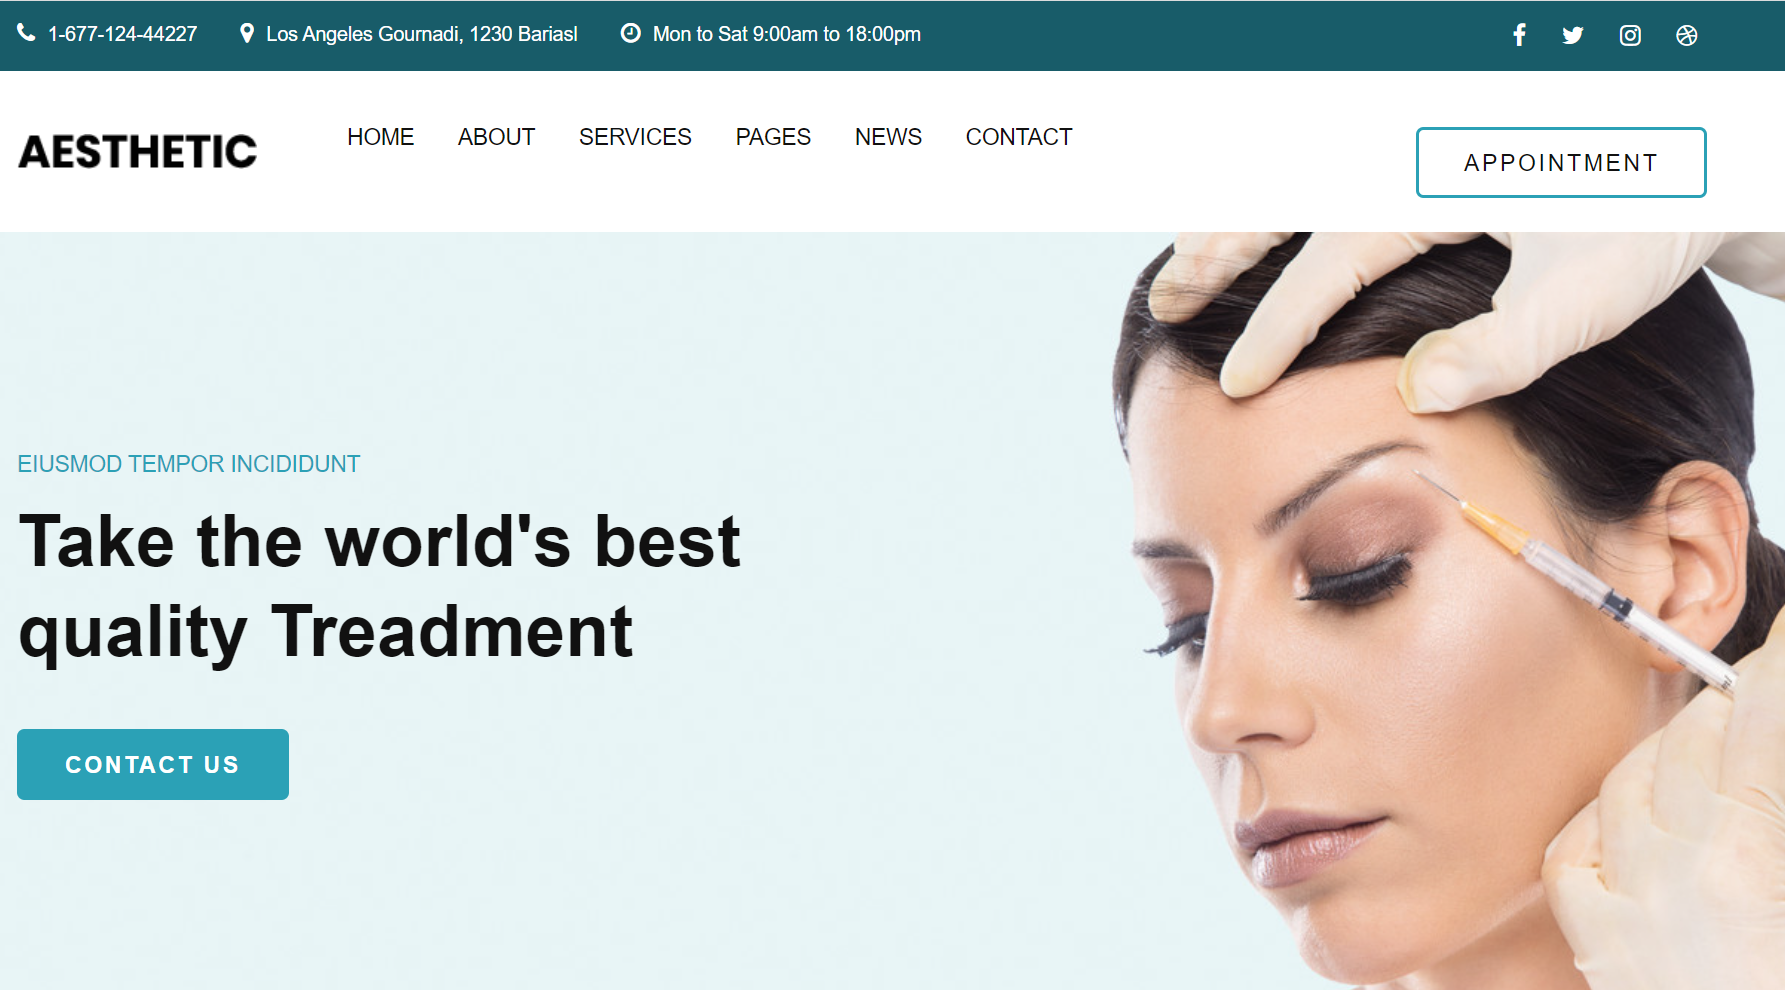 1-677-124-44227
Los Angeles Gournadi, 1230 Bariasl
Mon to Sat 9:00am to 18:00pm
AESTHETIC
HOME
ABOUT
SERVICES
PAGES
NEWS
CONTACT
APPOINTMENT
EIUSMOD TEMPOR INCIDIDUNT
Take the world's best
quality Treadment
CONTACT US